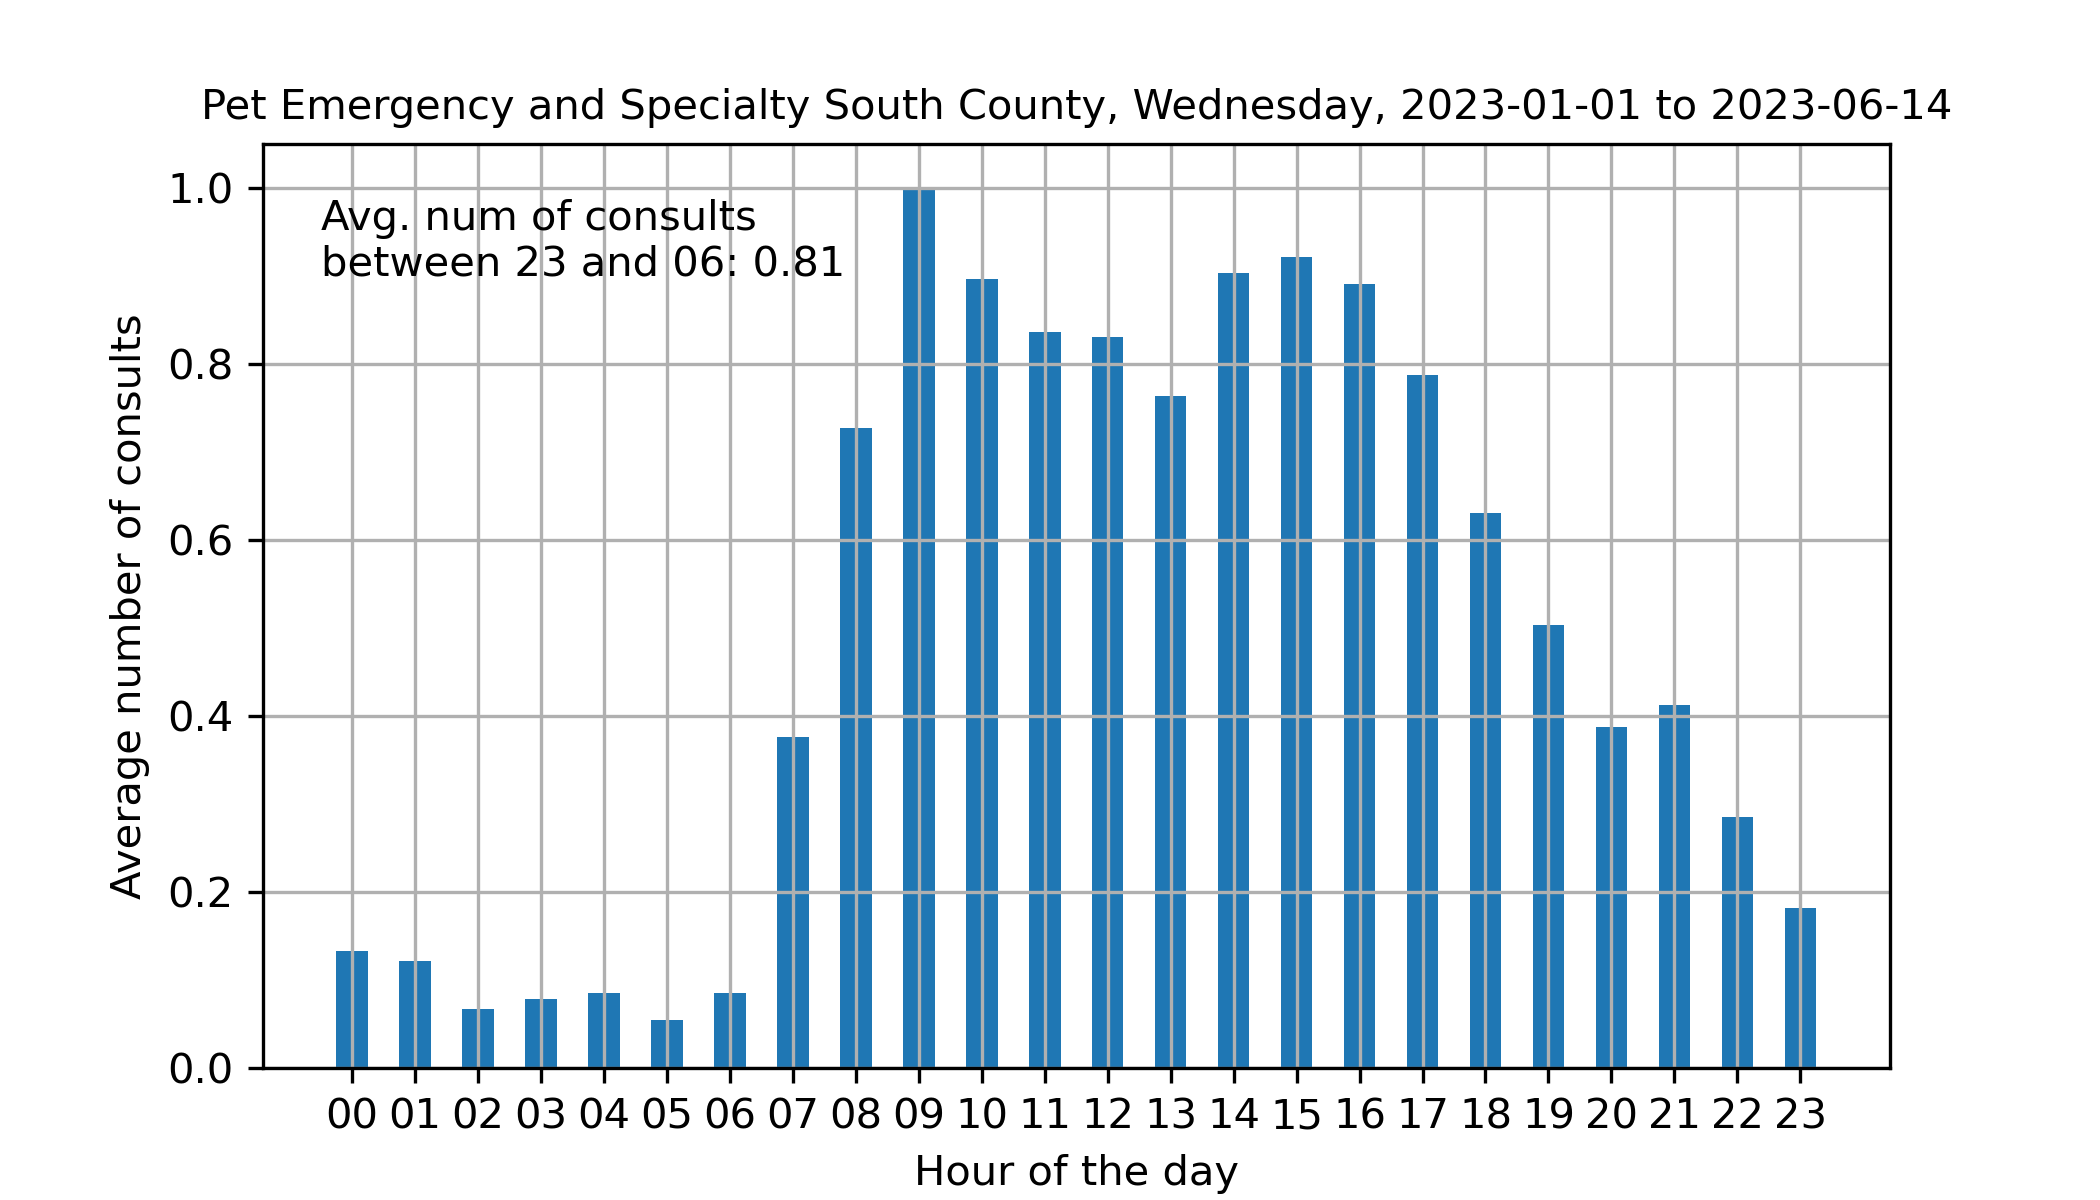 Pet Emergency and Specialty South County, Wednesday, 2023-01-01 to 2023-06-14
Avg. num of consults
between 23 and 06: 0.81
Average number of consults
1.0
0.8
0.6
0.4
0.2
0.0
00 01 02 03 04 05 06 07 08 09 10 11 12 13 14 15 16 17 18 19 20 21 22 23
Hour of the day